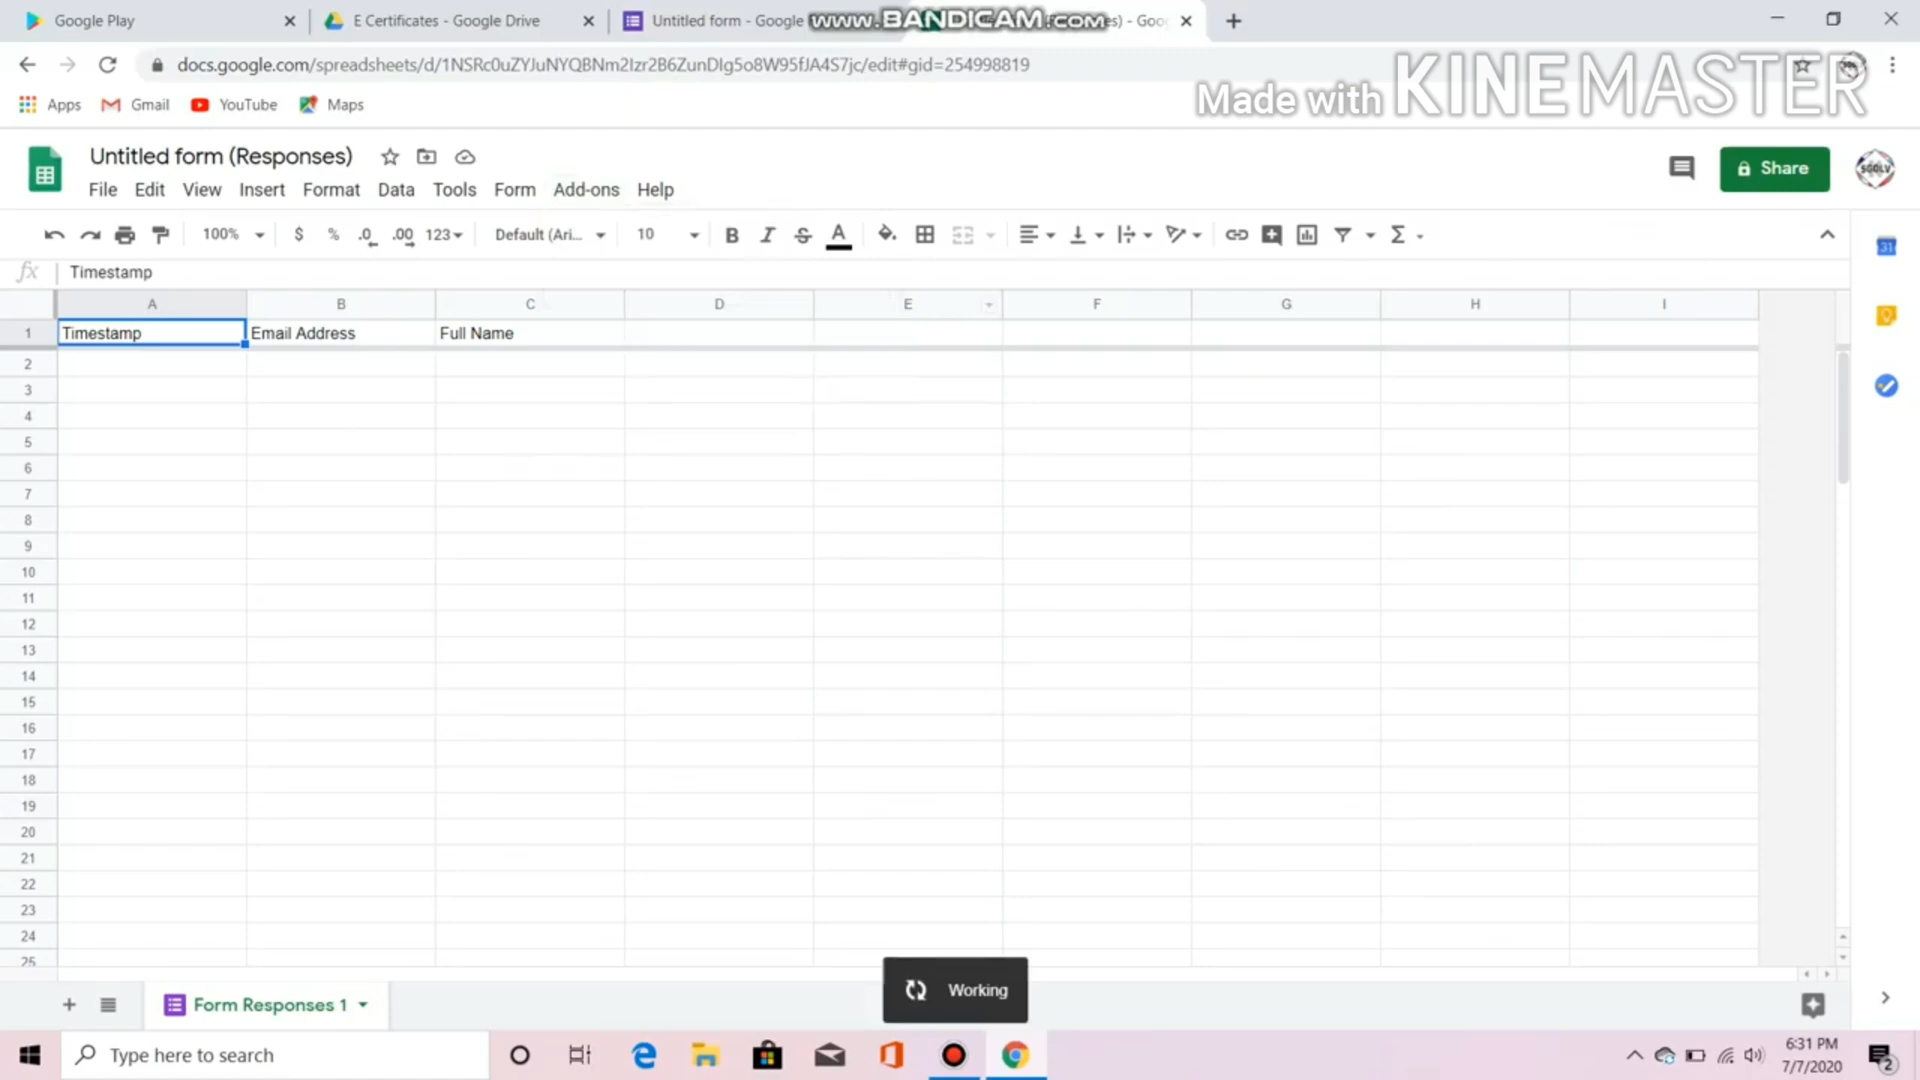 Google Play
E Certificates - Google Drive
Untitled form - Google
www.BANDICAM.com
docs.google.com/spreadsheets/d/1NSRc0uZYJuNYQBNm2Izr2B6ZunDIg5o8W95fJA4S7jc/edit#gid=254998819
Made with KINEMASTER
Apps
Gmail
YouTube
Maps
Untitled form (Responses)
Share
File
Edit
View
Insert
Format
Data
Tools
Form
Add-ons
Help
100%
$
%
.0
.00
123
Default (Ari...
10
B
I
S
A
Σ
31
fx
Timestamp
A
B
C
D
E
F
G
H
I
1
Timestamp
Email Address
Full Name
2
3
4
5
6
7
8
9
10
11
12
13
14
15
16
17
18
19
20
21
22
23
24
25
Working
Form Responses 1
Type here to search
6:31 PM
7/7/2020
2